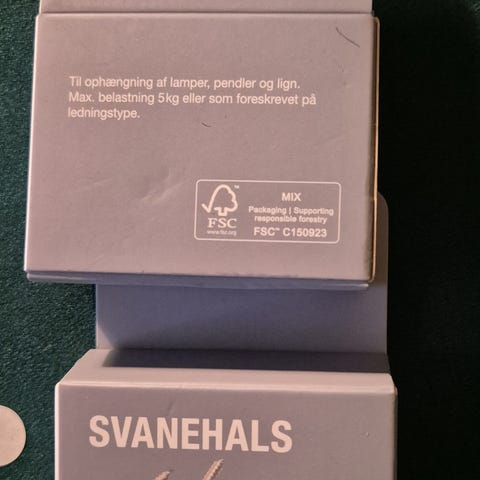 Til ophængning af lamper, pendler og lign.
Max. belastning 5kg eller som foreskrevet på
ledningstype.
FSC
www.fsc.org
MIX
Packaging | Supporting
responsible forestry
FSC™ C150923
SVANEHALS